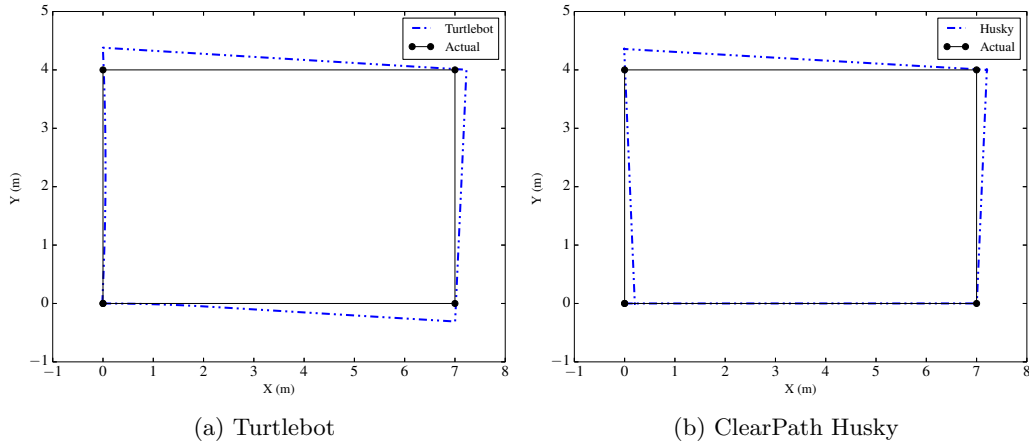 5
4
3
2
1
0
−1
Y (m)
−1 0 1 2 3 4 5 6 7 8
X (m)
Turtlebot
Actual
(a) Turtlebot
5
4
3
2
1
0
−1
Y (m)
−1 0 1 2 3 4 5 6 7 8
X (m)
Husky
Actual
(b) ClearPath Husky